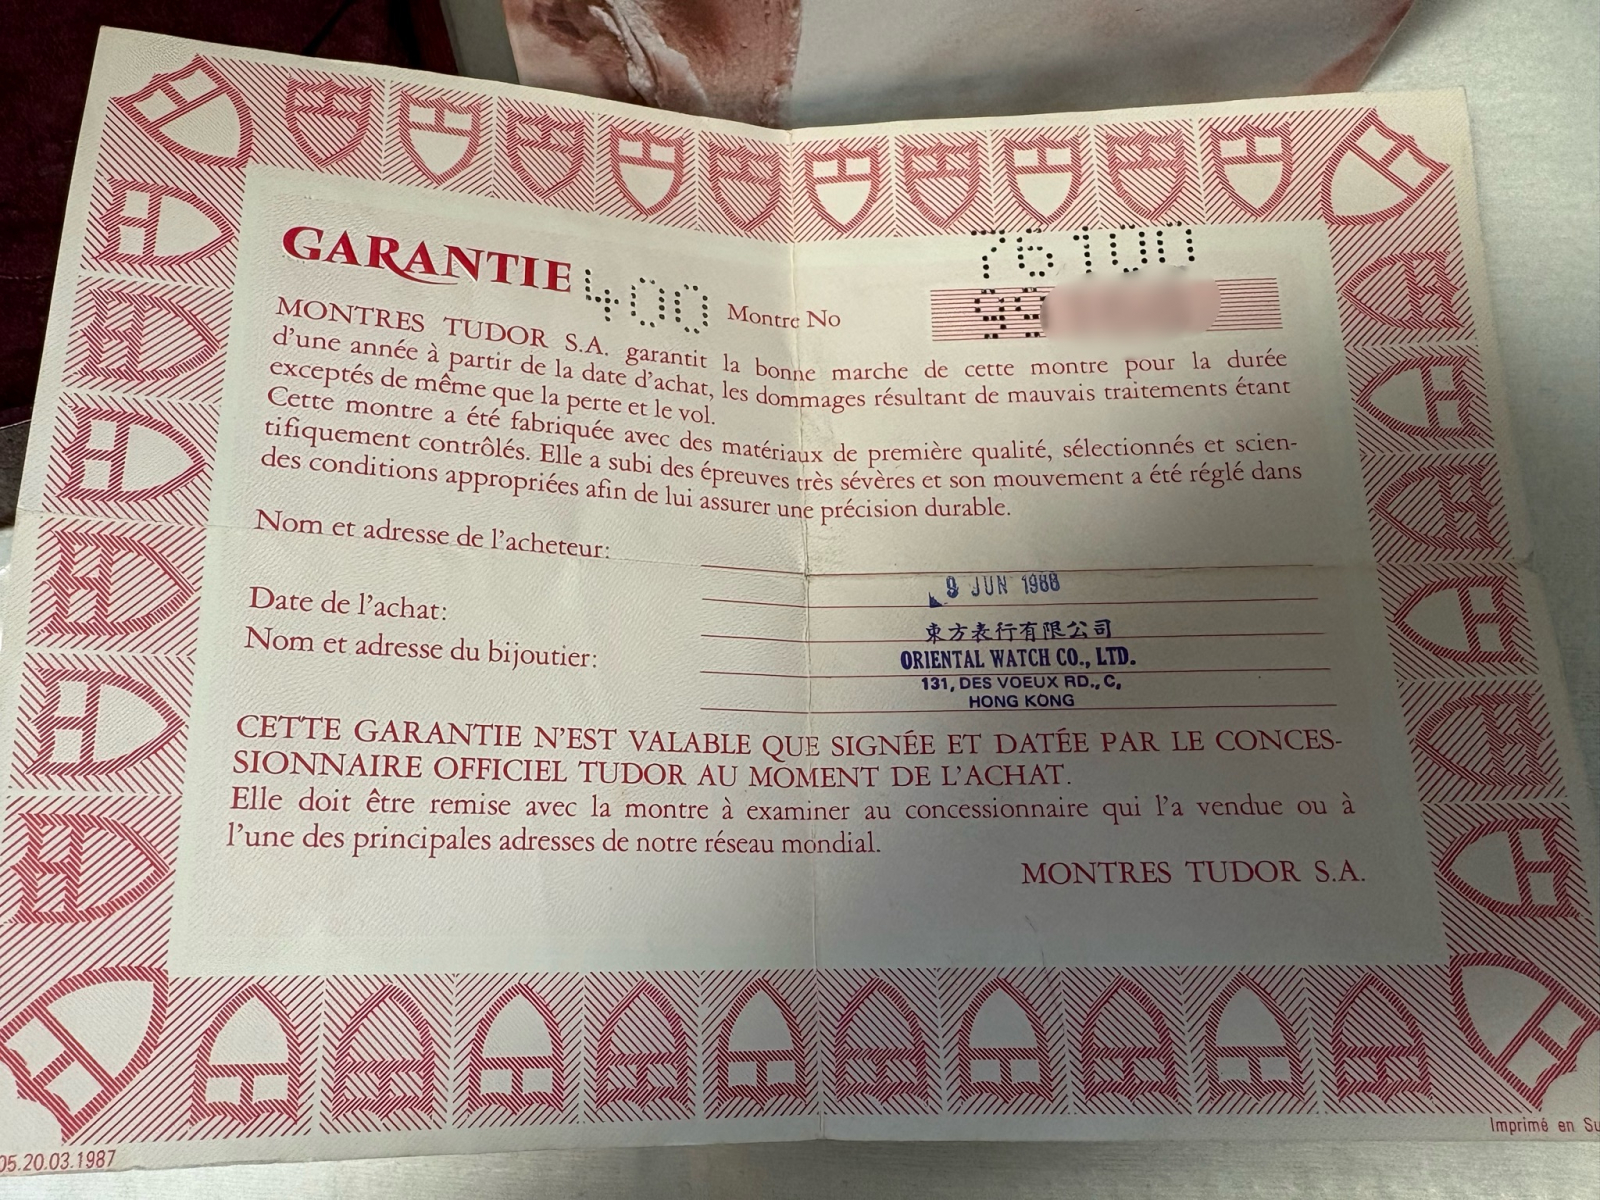 76100
GARANTIE 400 Montre No 95
MONTRES TUDOR S.A. garantit la bonne marche de cette montre pour la durée
d'une année à partir de la date d'achat, les dommages résultant de mauvais traitements étant
exceptés de même que la perte et le vol.
Cette montre a été fabriquée avec des matériaux de première qualité, sélectionnés et scien-
tifiquement contrôlés. Elle a subi des épreuves très sévères et son mouvement a été réglé dans
des conditions appropriées afin de lui assurer une précision durable.
Nom et adresse de l'acheteur:
Date de l'achat: 9 JUN 1988
Nom et adresse du bijoutier: 東方表行有限公司
ORIENTAL WATCH CO., LTD.
131, DES VOEUX RD., C,
HONG KONG
CETTE GARANTIE N'EST VALABLE QUE SIGNÉE ET DATÉE PAR LE CONCES-
SIONNAIRE OFFICIEL TUDOR AU MOMENT DE L'ACHAT.
Elle doit être remise avec la montre à examiner au concessionnaire qui l'a vendue ou à
l'une des principales adresses de notre réseau mondial.
MONTRES TUDOR S.A.
05.20.03.1987
Imprimé en Su